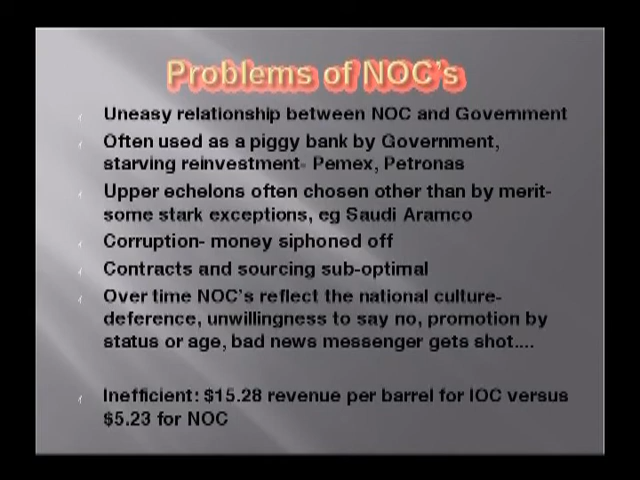 Problems of NOC's
Uneasy relationship between NOC and Government
Often used as a piggy bank by Government,
starving reinvestment- Pemex, Petronas
Upper echelons often chosen other than by merit-
some stark exceptions, eg Saudi Aramco
Corruption- money siphoned off
Contracts and sourcing sub-optimal
Over time NOC's reflect the national culture-
deference, unwillingness to say no, promotion by
status or age, bad news messenger gets shot....
Inefficient: $15.28 revenue per barrel for IOC versus
$5.23 for NOC